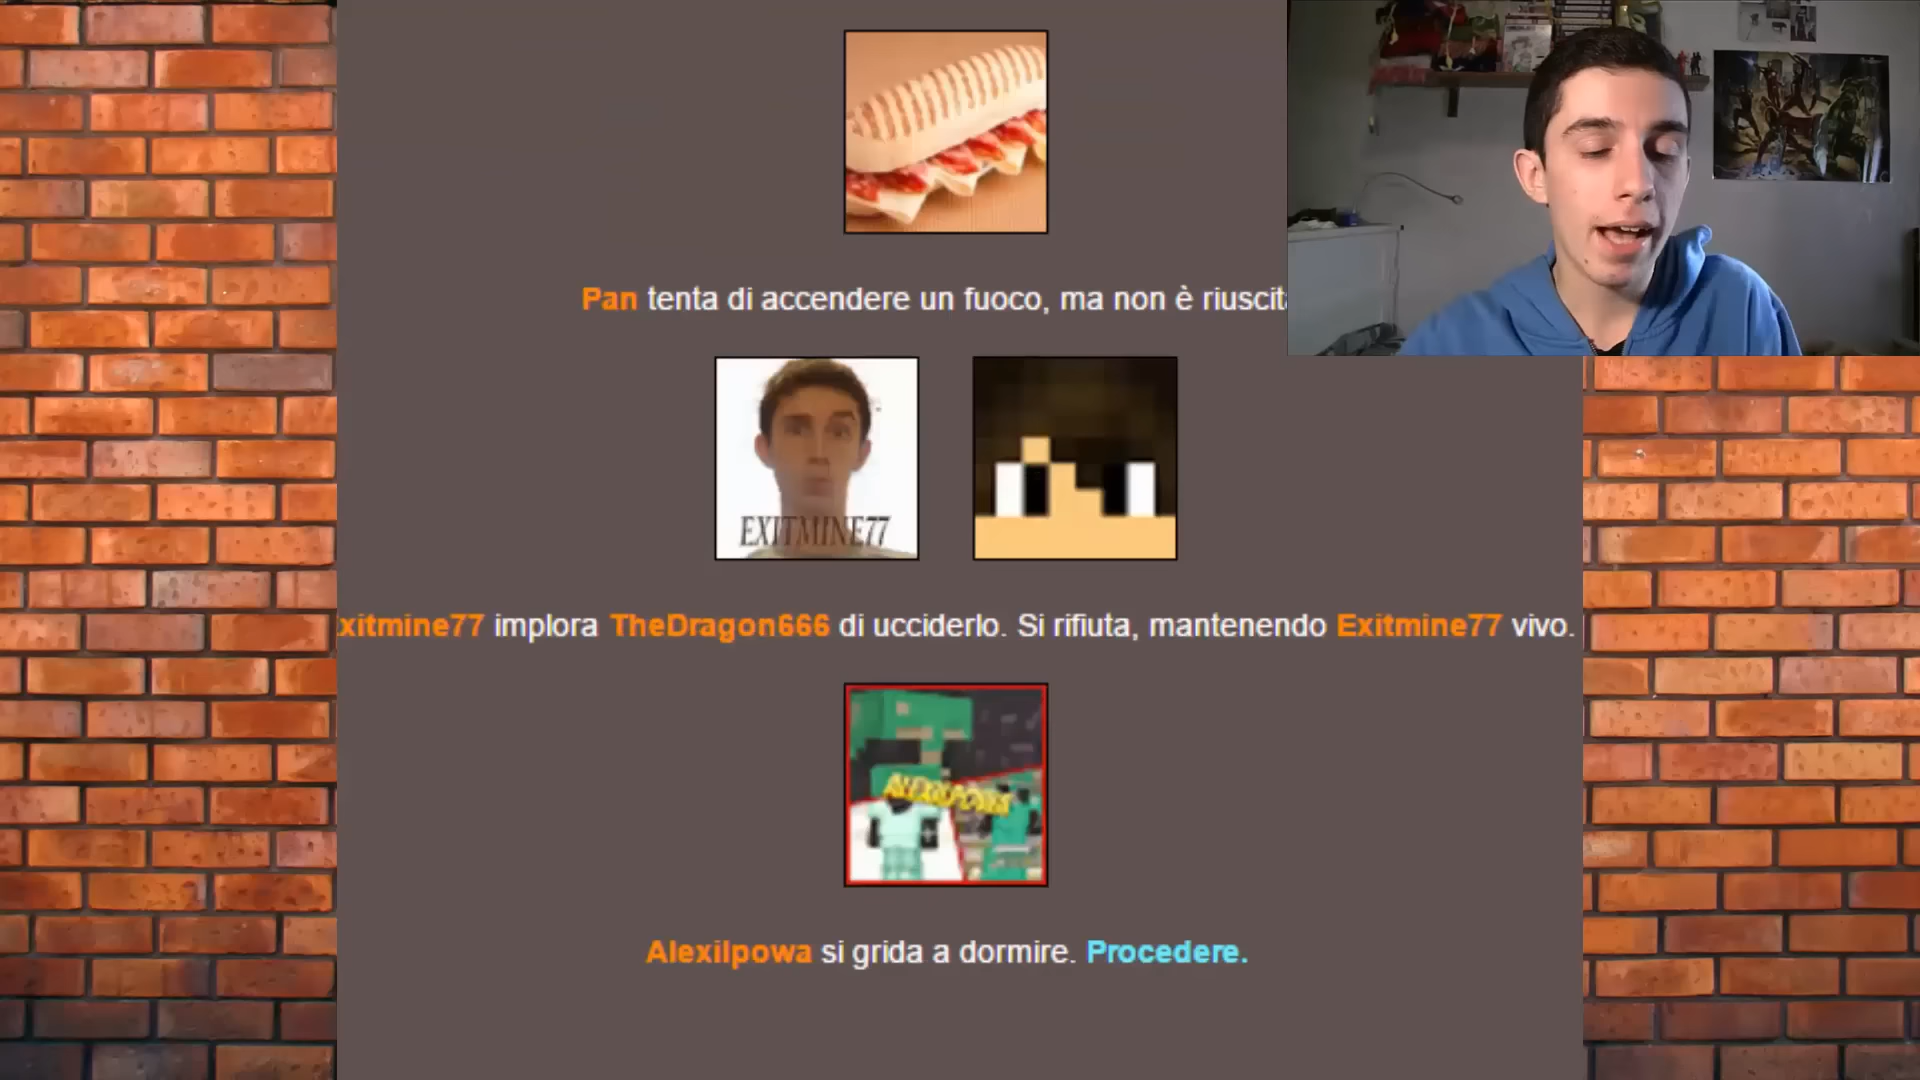 Pan tenta di accendere un fuoco, ma non è riuscit
EXITMINE77
xitmine77 implora TheDragon666 di ucciderlo. Si rifiuta, mantenendo Exitmine77 vivo.
ALEXILPOWA
Alexilpowa si grida a dormire. Procedere.